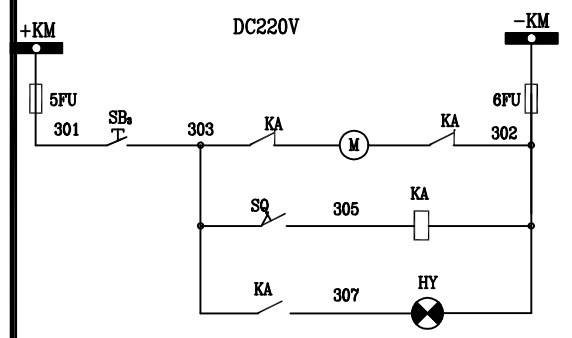 DC220V
+KM
-KM
5FU
6FU
301
SB₃
303
KA
M
KA
302
SQ
305
KA
KA
307
HY